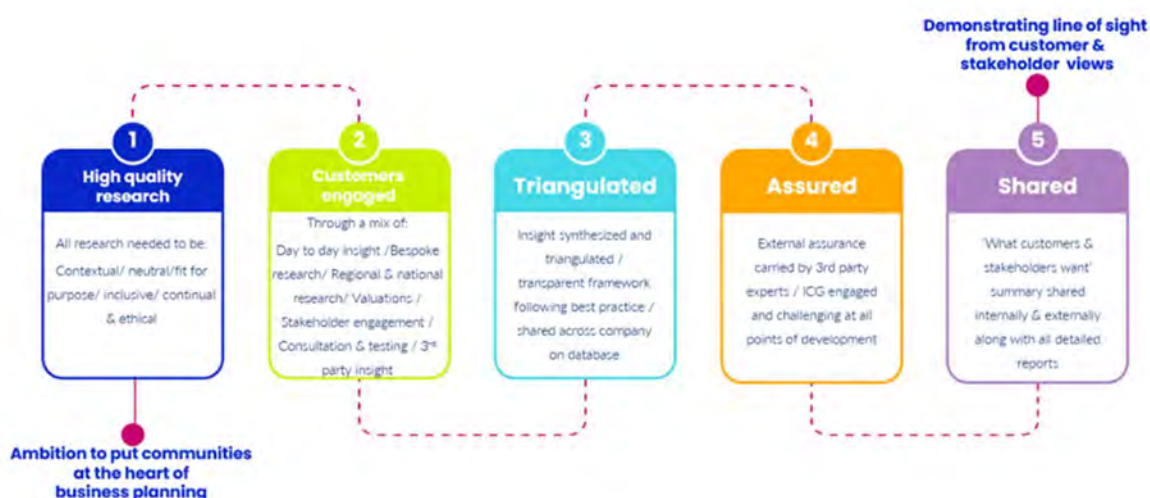 Demonstrating line of sight
from customer &
stakeholder views
1
High quality
research
All research needed to be:
Contextual/ neutral/fit for
purpose/ inclusive/ continual
& ethical
Ambition to put communities
at the heart of
business planning
2
Customers
engaged
Through a mix of:
Day to day insight /Bespoke
research/ Regional & national
research/ Valuations /
Stakeholder engagement /
Consultation & testing / 3rd
party insight
3
Triangulated
Insight synthesized and
triangulated /
transparent framework
following best practice /
shared across company
on database
4
Assured
External assurance
carried by 3rd party
experts / ICG engaged
and challenging at all
points of development
5
Shared
'What customers &
stakeholders want'
summary shared
internally & externally
along with all detailed
reports